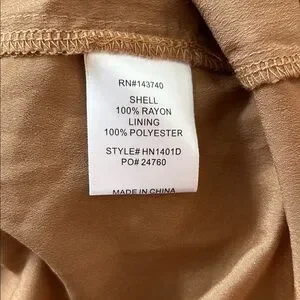 RN#143740
SHELL
100% RAYON
LINING
100% POLYESTER
STYLE# HN1401D
PO# 24760
MADE IN CHINA